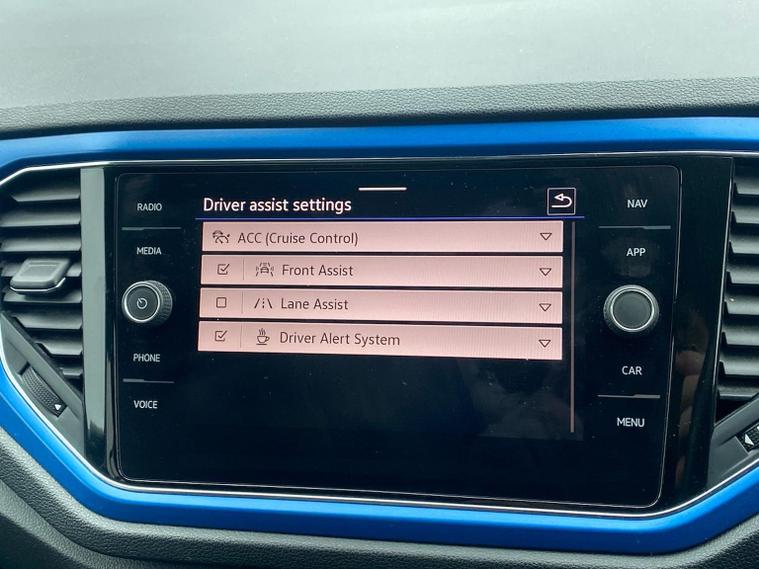 RADIO
MEDIA
PHONE
VOICE
Driver assist settings
ACC (Cruise Control)
Front Assist
Lane Assist
Driver Alert System
NAV
APP
CAR
MENU